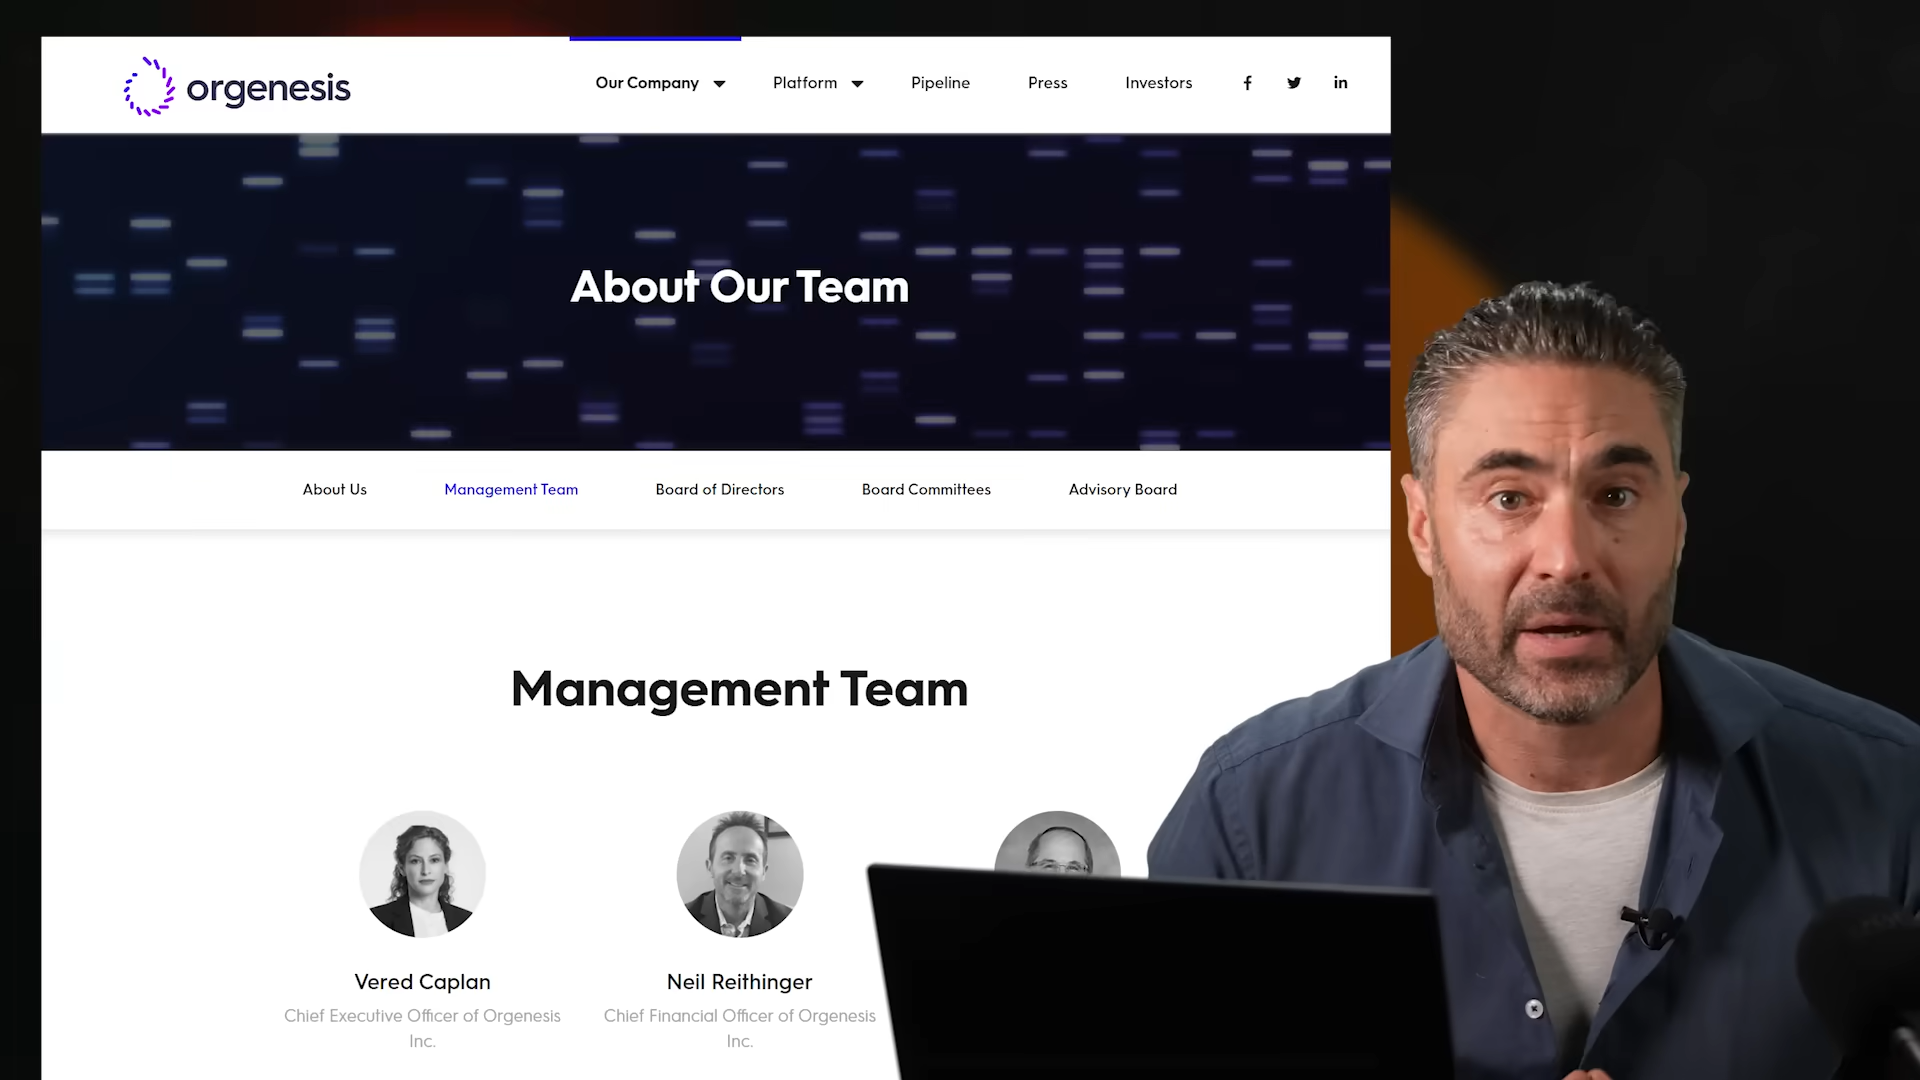 orgenesis
Our Company
Platform
Pipeline
Press
Investors
About Our Team
About Us
Management Team
Board of Directors
Board Committees
Advisory Board
Management Team
Vered Caplan
Chief Executive Officer of Orgenesis
Inc.
Neil Reithinger
Chief Financial Officer of Orgenesis
Inc.